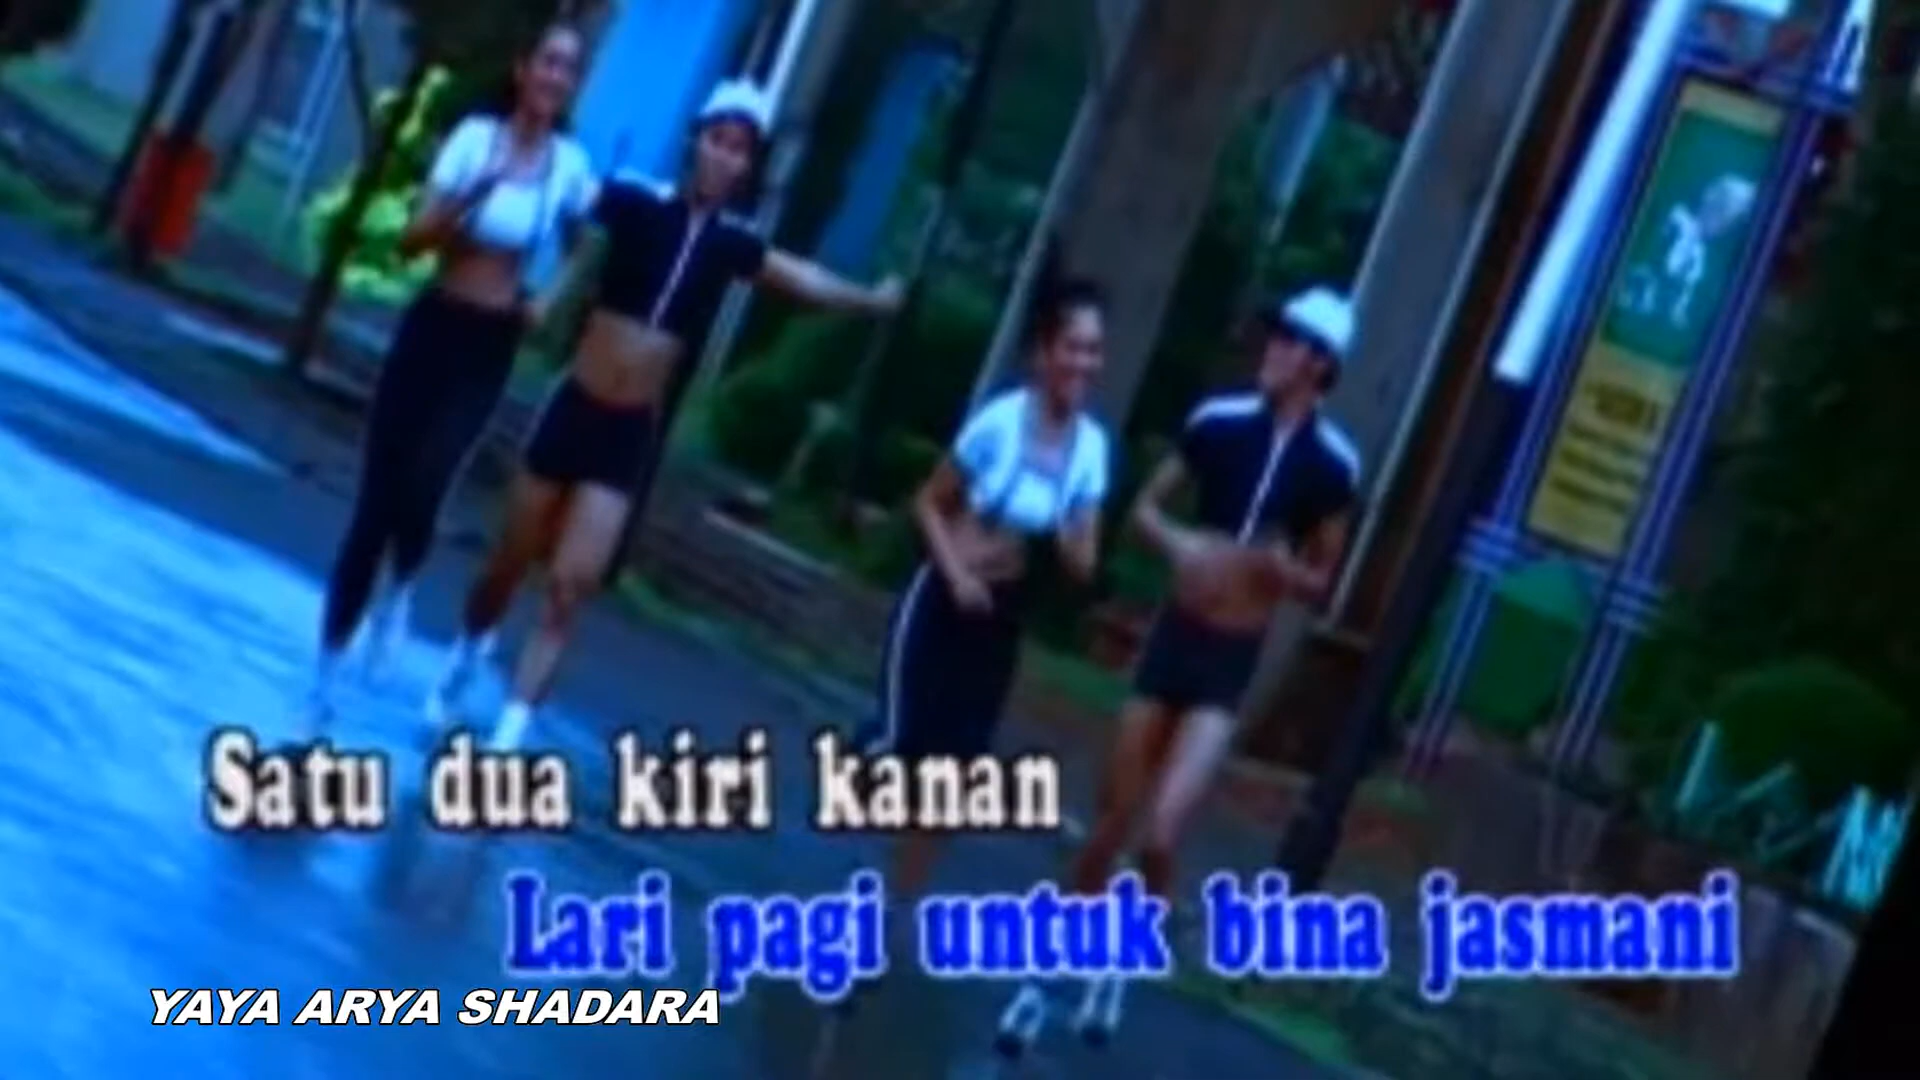 Satu dua kiri kanan
Lari pagi untuk bina jasmani
YAYA ARYA SHADARA